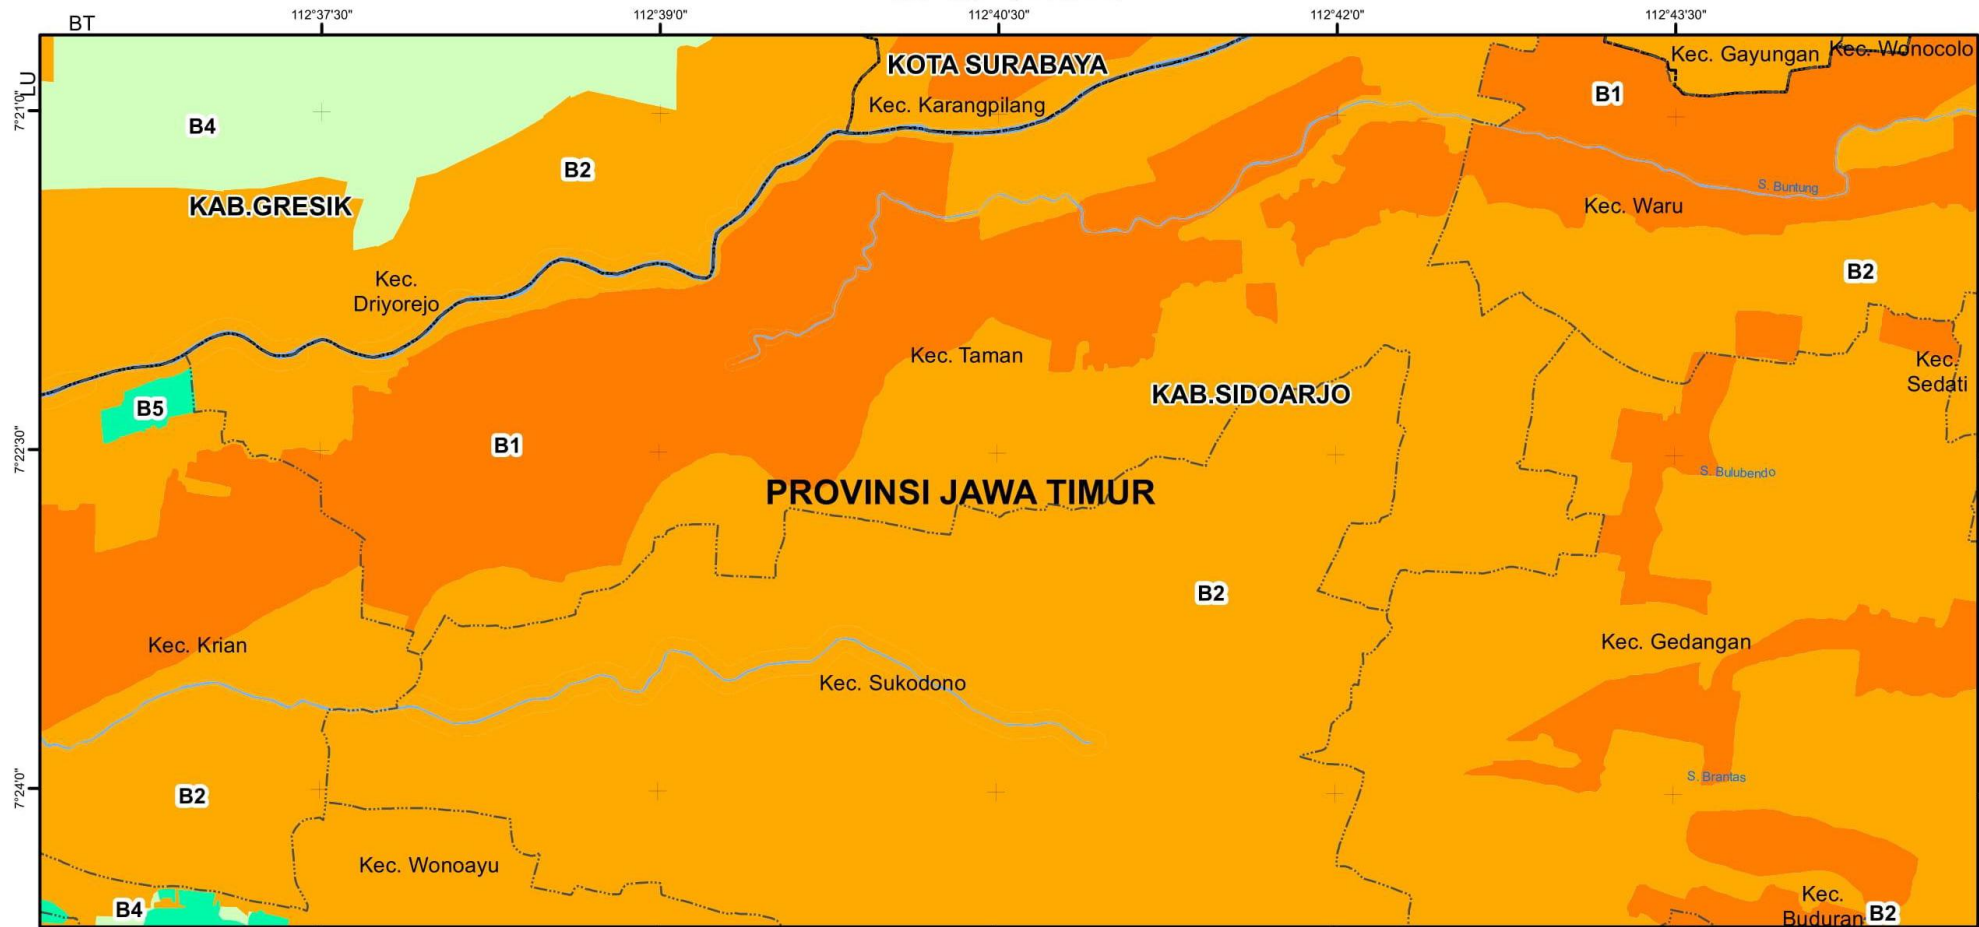 112°37'30"
112°39'0"
112°40'30"
112°42'0"
112°43'30"
BT
LU
7°21'0"
7°22'30"
7°24'0"
KOTA SURABAYA
Kec. Gayungan
Kec. Wonocolo
Kec. Karangpilang
B1
B4
B2
S. Buntung
KAB.GRESIK
Kec. Waru
Kec.
Driyorejo
B2
Kec. Taman
Kec.
Sedati
KAB.SIDOARJO
B5
B1
S. Bulubendo
PROVINSI JAWA TIMUR
B2
Kec. Krian
Kec. Gedangan
Kec. Sukodono
S. Brantas
B2
Kec. Wonoayu
B4
Kec.
Buduran
B2